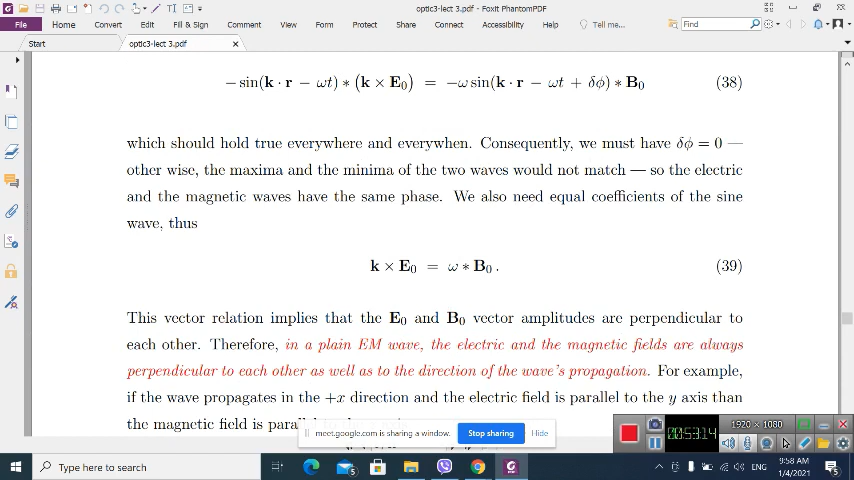 optic3-lect 3.pdf - Foxit PhantomPDF
File Home Convert Edit Fill & Sign Comment View Form Protect Share Connect Accessibility Help Tell me... Find
Start optic3-lect 3.pdf
− sin(k · r − ωt) ∗ (k × E₀) = −ω sin(k · r − ωt + δϕ) ∗ B₀ (38)
which should hold true everywhere and everywhen. Consequently, we must have δϕ = 0 —
other wise, the maxima and the minima of the two waves would not match — so the electric
and the magnetic waves have the same phase. We also need equal coefficients of the sine
wave, thus
k × E₀ = ω ∗ B₀ . (39)
This vector relation implies that the E₀ and B₀ vector amplitudes are perpendicular to
each other. Therefore, in a plain EM wave, the electric and the magnetic fields are always
perpendicular to each other as well as to the direction of the wave's propagation. For example,
if the wave propagates in the +x direction and the electric field is parallel to the y axis than
the magnetic field is parallel to
meet.google.com is sharing a window. Stop sharing Hide
00:53:14
1920 × 1080
Type here to search
ENG
9:58 AM
1/4/2021
5
5